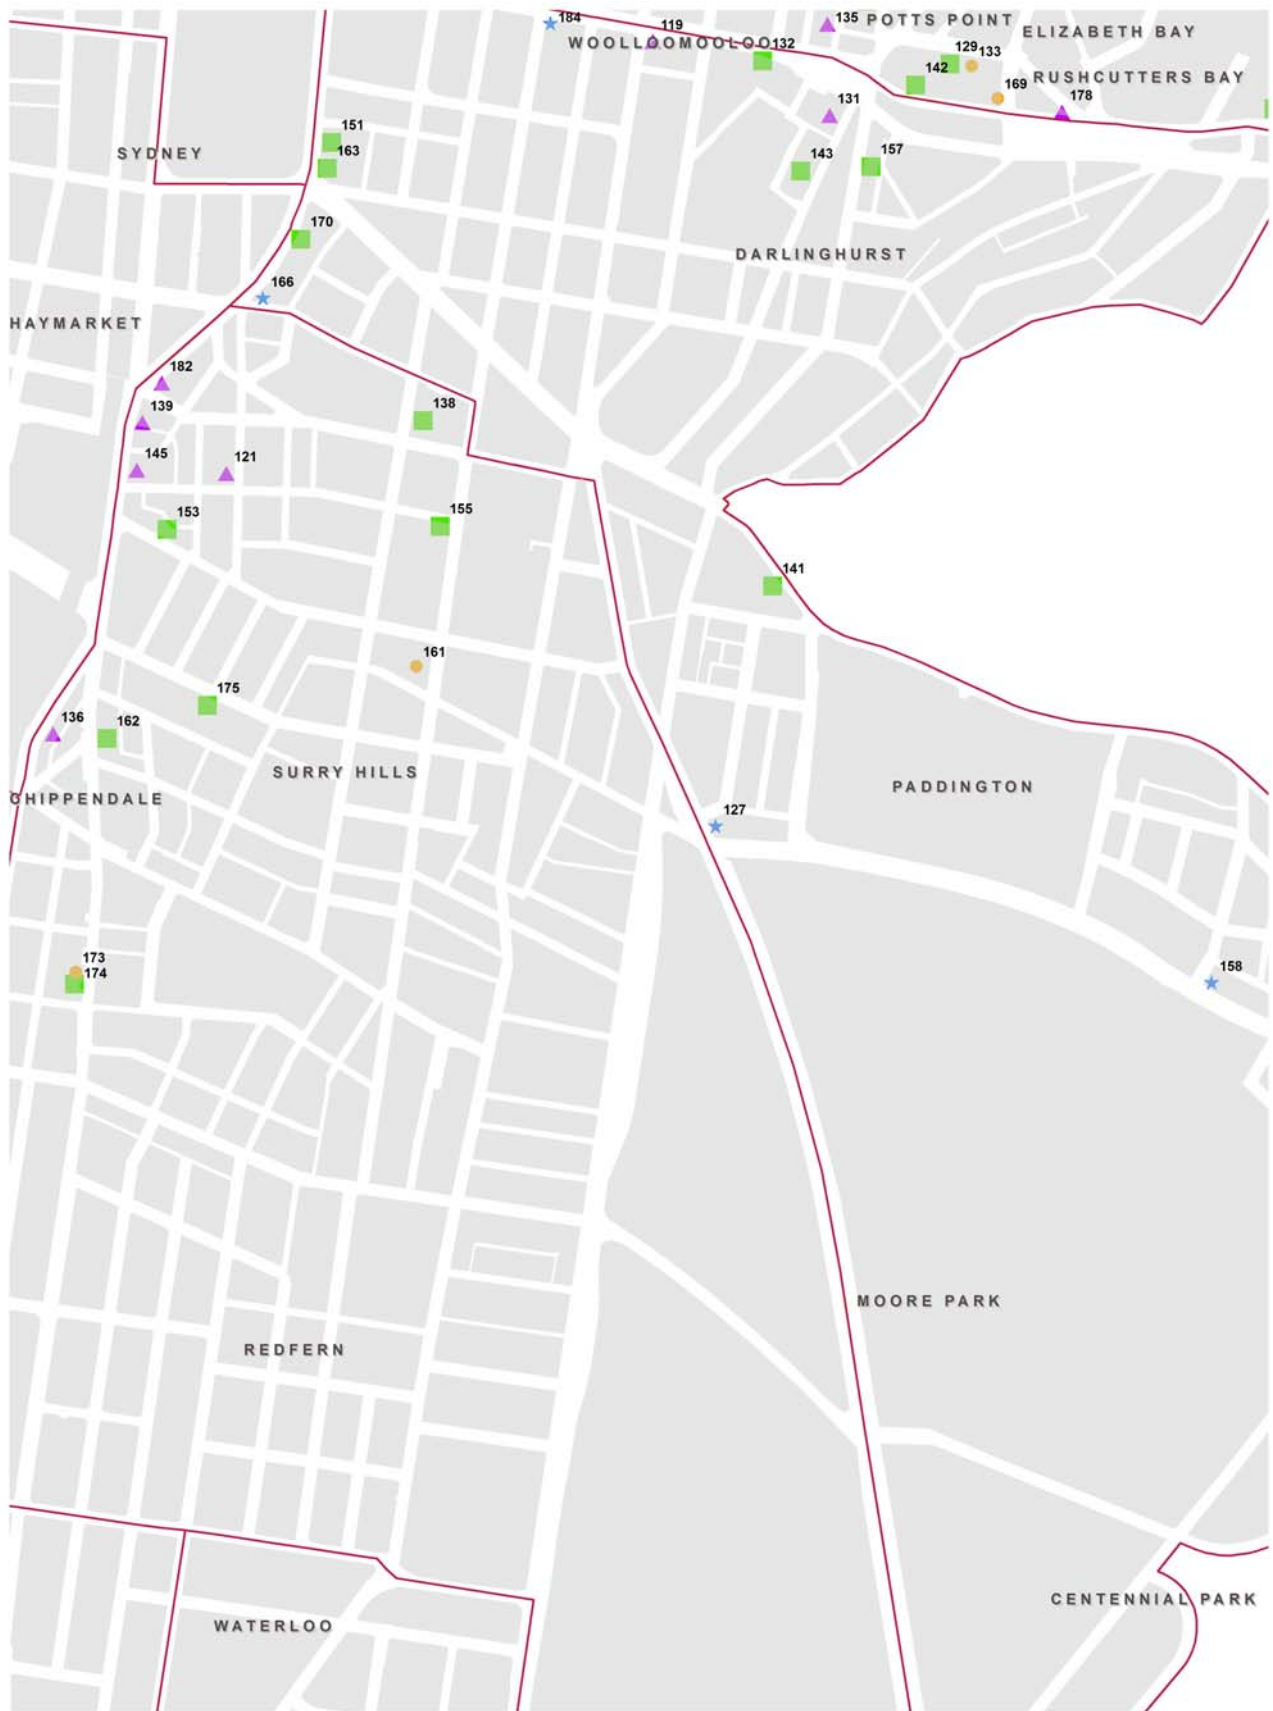 184
119
135
POTTS POINT
ELIZABETH BAY
WOOLLOOMOOLOO
132
129
133
142
RUSHCUTTERS BAY
169
178
131
151
SYDNEY
163
143
157
170
DARLINGHURST
166
HAYMARKET
182
139
138
145
121
153
155
141
161
175
136
162
SURRY HILLS
PADDINGTON
CHIPPENDALE
127
173
174
158
MOORE PARK
REDFERN
CENTENNIAL PARK
WATERLOO